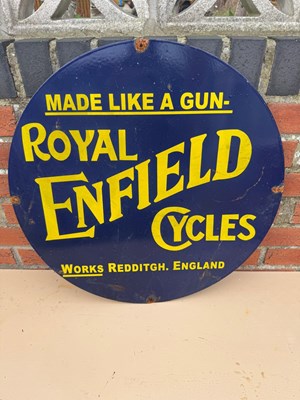 MADE LIKE A GUN-
ROYAL
ENFIELD
CYCLES
WORKS REDDITGH. ENGLAND